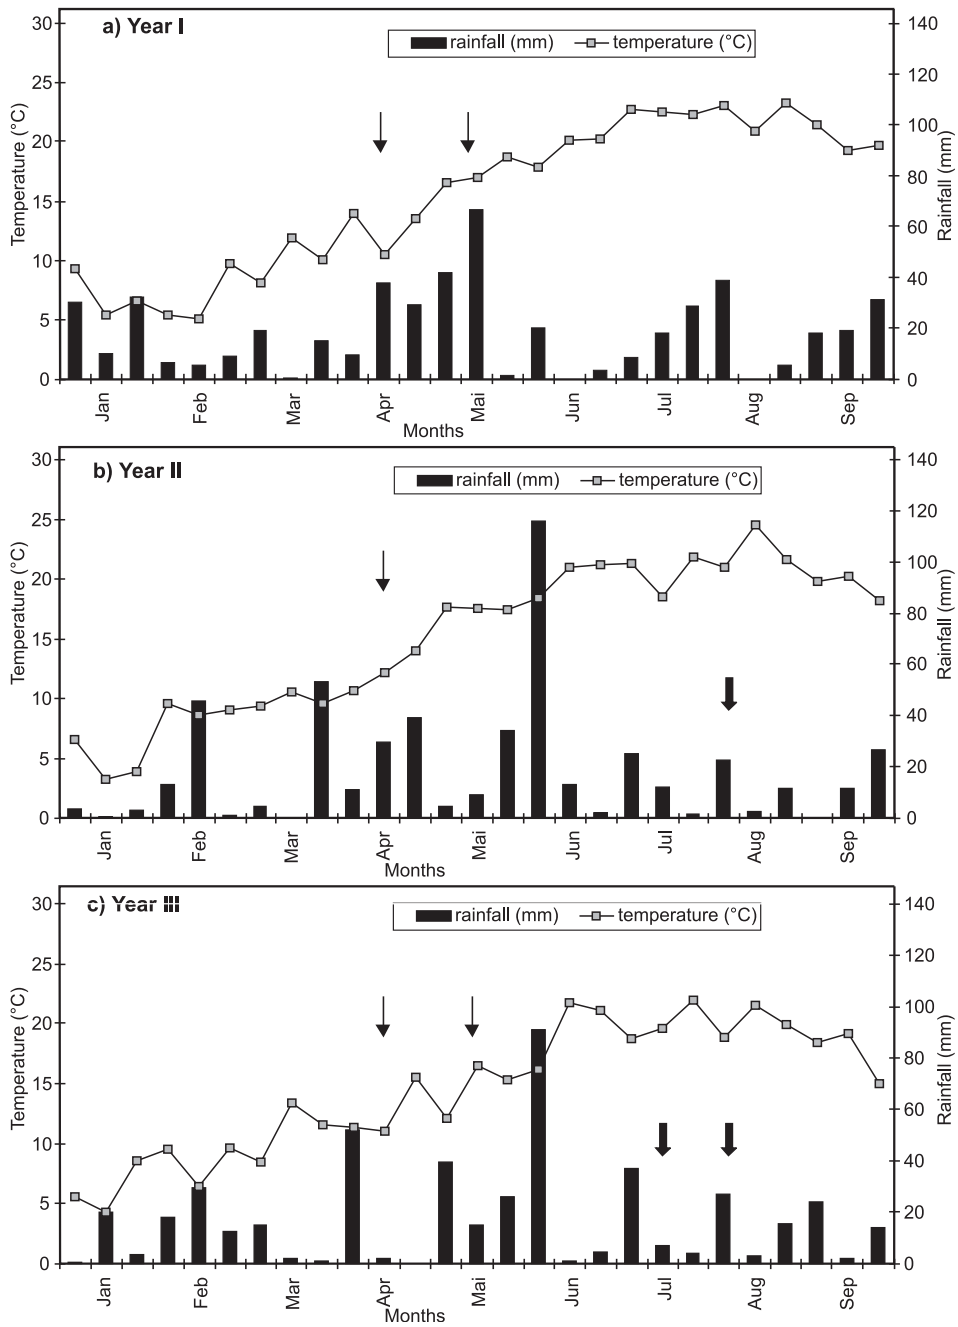 a) Year I
rainfall (mm) temperature (°C)
Temperature (°C)
30
25
20
15
10
5
0
140
120
100
80
60
40
20
0
Rainfall (mm)
Jan Feb Mar Apr Mai Jun Jul Aug Sep
Months
b) Year II
rainfall (mm) temperature (°C)
Temperature (°C)
30
25
20
15
10
5
0
140
120
100
80
60
40
20
0
Rainfall (mm)
Jan Feb Mar Apr Mai Jun Jul Aug Sep
Months
c) Year III
rainfall (mm) temperature (°C)
Temperature (°C)
30
25
20
15
10
5
0
140
120
100
80
60
40
20
0
Rainfall (mm)
Jan Feb Mar Apr Mai Jun Jul Aug Sep
Months